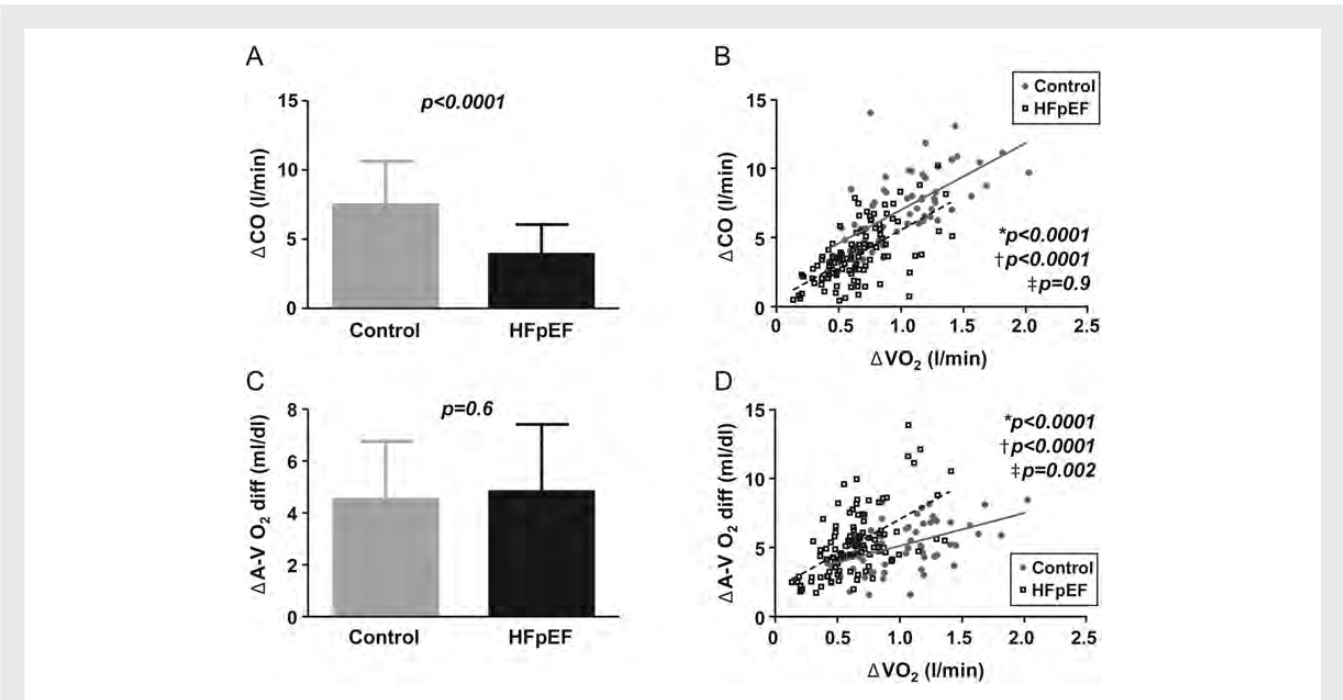 A
p<0.0001
15
10
5
0
ΔCO (l/min)
Control
HFpEF
B
Control
HFpEF
15
10
5
0
ΔCO (l/min)
*p<0.0001
†p<0.0001
‡p=0.9
0
0.5
1.0
1.5
2.0
2.5
ΔVO₂ (l/min)
C
p=0.6
8
6
4
2
0
ΔA-V O₂ diff (ml/dl)
Control
HFpEF
D
*p<0.0001
†p<0.0001
‡p=0.002
15
10
5
0
ΔA-V O₂ diff (ml/dl)
Control
HFpEF
0
0.5
1.0
1.5
2.0
2.5
ΔVO₂ (l/min)